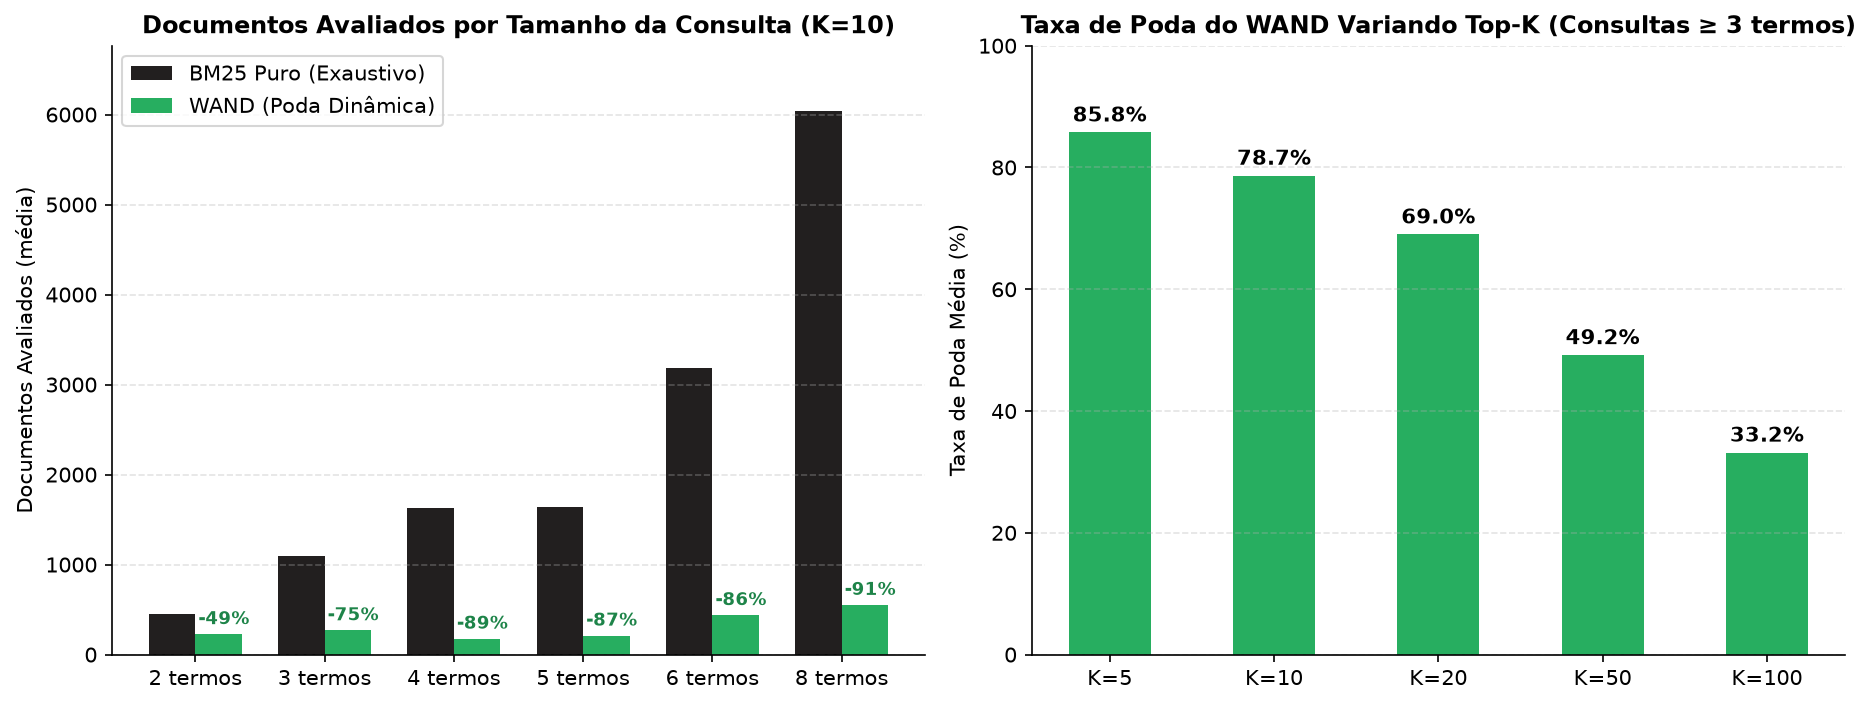 Documentos Avaliados por Tamanho da Consulta (K=10)
BM25 Puro (Exaustivo)
WAND (Poda Dinâmica)
Documentos Avaliados (média)
6000
5000
4000
3000
2000
1000
0
-49%
-75%
-89%
-87%
-86%
-91%
2 termos
3 termos
4 termos
5 termos
6 termos
8 termos
Taxa de Poda do WAND Variando Top-K (Consultas ≥ 3 termos)
Taxa de Poda Média (%)
100
80
60
40
20
0
85.8%
78.7%
69.0%
49.2%
33.2%
K=5
K=10
K=20
K=50
K=100